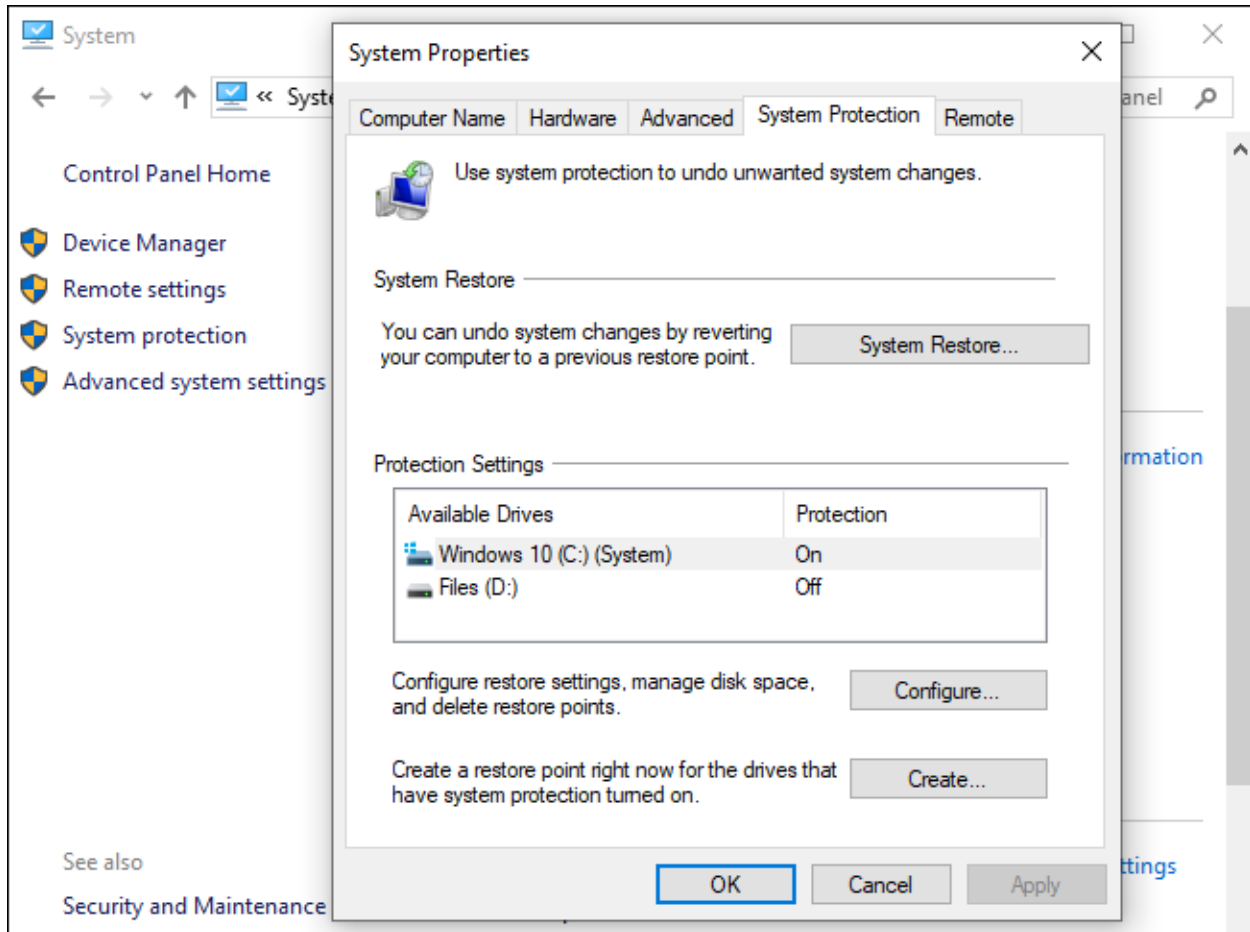 System
System Properties
« Syste
anel
Computer Name
Hardware
Advanced
System Protection
Remote
Control Panel Home
Device Manager
Remote settings
System protection
Advanced system settings
Use system protection to undo unwanted system changes.
System Restore
You can undo system changes by reverting
your computer to a previous restore point.
System Restore...
Protection Settings
Available Drives
Protection
Windows 10 (C:) (System)
On
Files (D:)
Off
Configure restore settings, manage disk space,
and delete restore points.
Configure...
Create a restore point right now for the drives that
have system protection turned on.
Create...
OK
Cancel
Apply
rmation
ttings
See also
Security and Maintenance